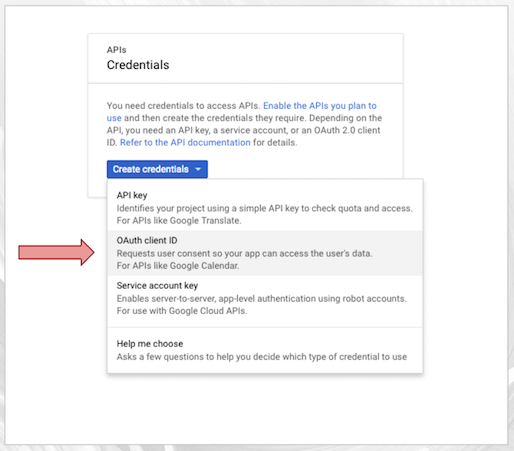 APIs
Credentials
You need credentials to access APIs. Enable the APIs you plan to
use and then create the credentials they require. Depending on the
API, you need an API key, a service account, or an OAuth 2.0 client
ID. Refer to the API documentation for details.
Create credentials
API key
Identifies your project using a simple API key to check quota and access.
For APIs like Google Translate.
OAuth client ID
Requests user consent so your app can access the user's data.
For APIs like Google Calendar.
Service account key
Enables server-to-server, app-level authentication using robot accounts.
For use with Google Cloud APIs.
Help me choose
Asks a few questions to help you decide which type of credential to use